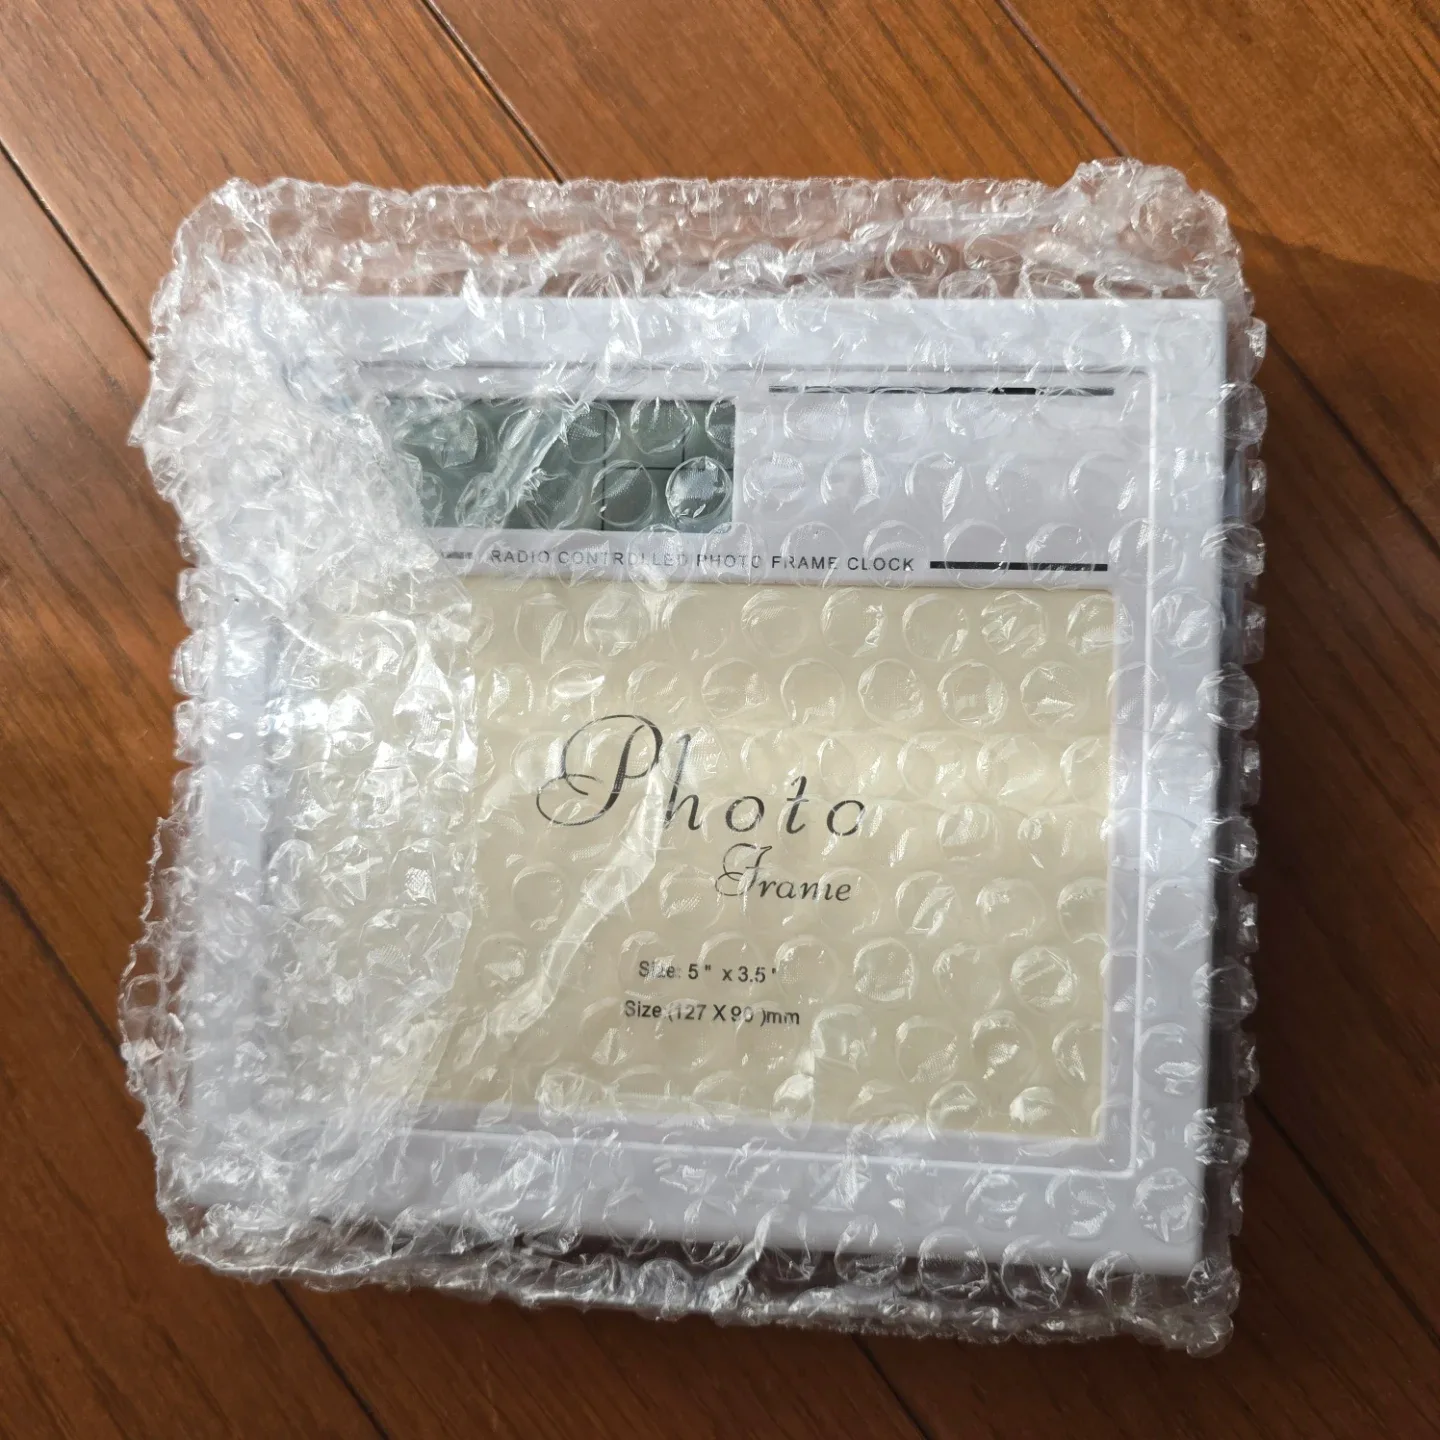 RADIO CONTROLLED PHOTO FRAME CLOCK
Photo
Frame
Size: 5" x 3.5"
Size:(127 X 90 )mm